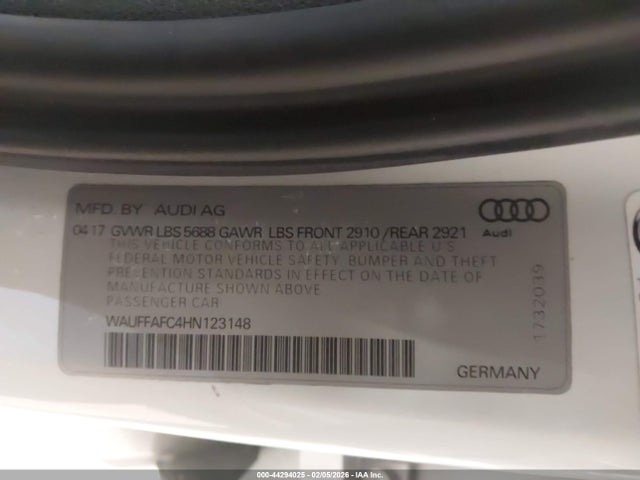 MFD. BY AUDI AG
04 17 GVWR LBS 5688 GAWR LBS FRONT 2910 /REAR 2921
THIS VEHICLE CONFORMS TO ALL APPLICABLE U.S.
FEDERAL MOTOR VEHICLE SAFETY, BUMPER AND THEFT
PREVENTION STANDARDS IN EFFECT ON THE DATE OF
MANUFACTURE SHOWN ABOVE
PASSENGER CAR
WAUFFAFC4HN123148
Audi
1732039
GERMANY
000-44294025 - 02/05/2026 - IAA Inc.